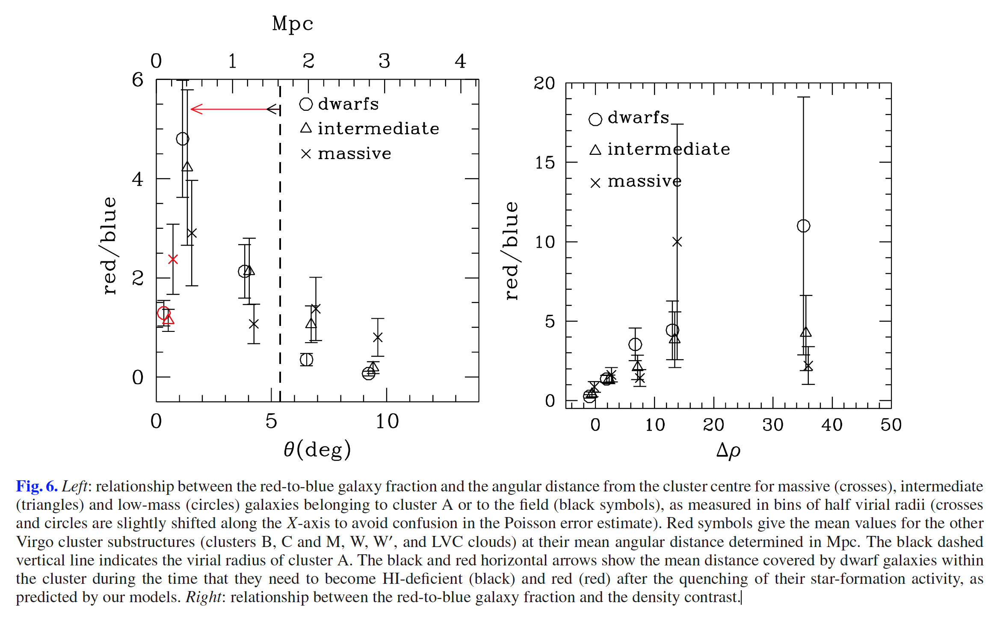 Mpc
0 1 2 3 4
6
4
2
0
red/blue
dwarfs
intermediate
massive
0 5 10
θ(deg)
20
15
10
5
0
red/blue
dwarfs
intermediate
massive
0 10 20 30 40 50
Δρ
Fig. 6. Left: relationship between the red-to-blue galaxy fraction and the angular distance from the cluster centre for massive (crosses), intermediate
(triangles) and low-mass (circles) galaxies belonging to cluster A or to the field (black symbols), as measured in bins of half virial radii (crosses
and circles are slightly shifted along the X-axis to avoid confusion in the Poisson error estimate). Red symbols give the mean values for the other
Virgo cluster substructures (clusters B, C and M, W, W′, and LVC clouds) at their mean angular distance determined in Mpc. The black dashed
vertical line indicates the virial radius of cluster A. The black and red horizontal arrows show the mean distance covered by dwarf galaxies within
the cluster during the time that they need to become HI-deficient (black) and red (red) after the quenching of their star-formation activity, as
predicted by our models. Right: relationship between the red-to-blue galaxy fraction and the density contrast.